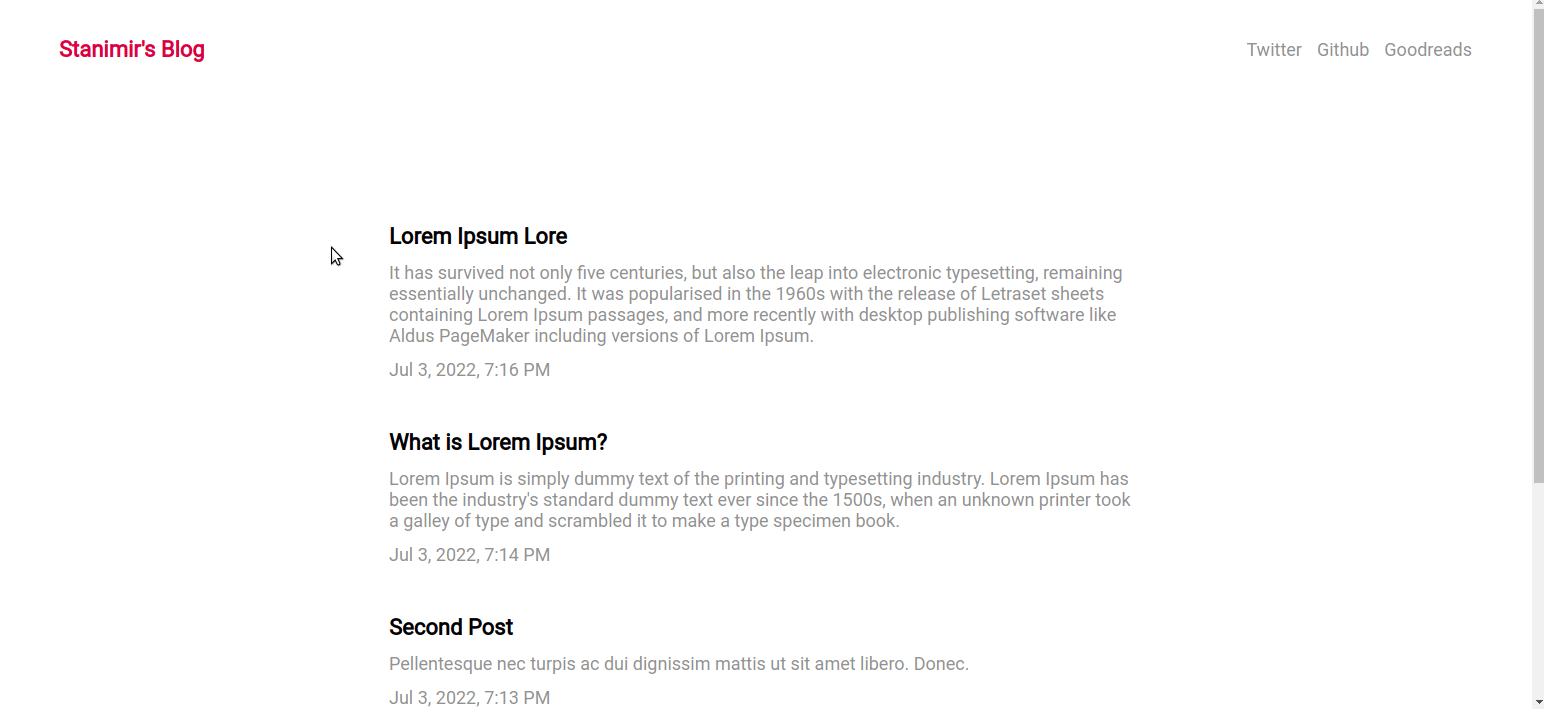 Stanimir's Blog
Twitter Github Goodreads
Lorem Ipsum Lore
It has survived not only five centuries, but also the leap into electronic typesetting, remaining
essentially unchanged. It was popularised in the 1960s with the release of Letraset sheets
containing Lorem Ipsum passages, and more recently with desktop publishing software like
Aldus PageMaker including versions of Lorem Ipsum.
Jul 3, 2022, 7:16 PM
What is Lorem Ipsum?
Lorem Ipsum is simply dummy text of the printing and typesetting industry. Lorem Ipsum has
been the industry's standard dummy text ever since the 1500s, when an unknown printer took
a galley of type and scrambled it to make a type specimen book.
Jul 3, 2022, 7:14 PM
Second Post
Pellentesque nec turpis ac dui dignissim mattis ut sit amet libero. Donec.
Jul 3, 2022, 7:13 PM